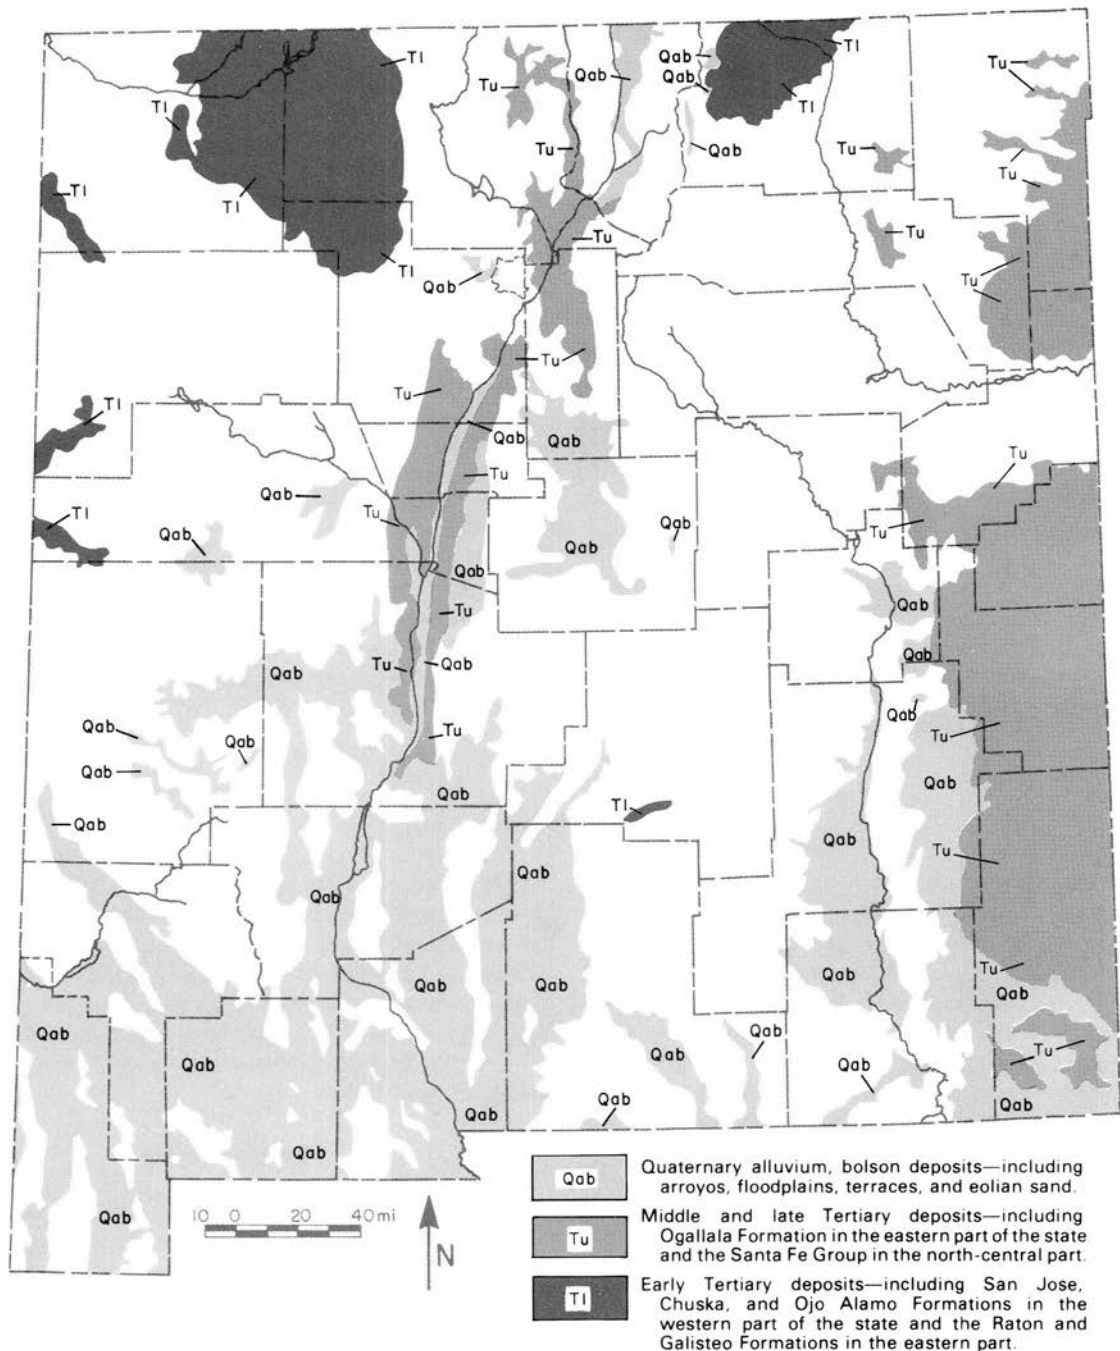 Tl
Qab
Tl
Tu
Tu
Qab
Qab
Tl
Tl
Tu
Qab
Tu
Tu
Tu
Tl
Tl
Tu
Tu
Tl
Qab
Tu
Tu
Tu
Tl
Qab
Qab
Tu
Tu
Qab
Tl
Tu
Tu
Qab
Qab
Qab
Qab
Qab
Tu
Qab
Tu
Qab
Qab
Qab
Qab
Qab
Tu
Tu
Qab
Qab
Qab
Qab
Tl
Qab
Tu
Qab
Qab
Qab
Qab
Qab
Tu
Qab
Qab
Qab
Qab
Tu
Qab
Qab
Qab
Qab
Qab
Qab
10 0 20 40 mi
N
Qab
Quaternary alluvium, bolson deposits—including
arroyos, floodplains, terraces, and eolian sand.
Tu
Middle and late Tertiary deposits—including
Ogallala Formation in the eastern part of the state
and the Santa Fe Group in the north-central part.
Tl
Early Tertiary deposits—including San Jose,
Chuska, and Ojo Alamo Formations in the
western part of the state and the Raton and
Galisteo Formations in the eastern part.